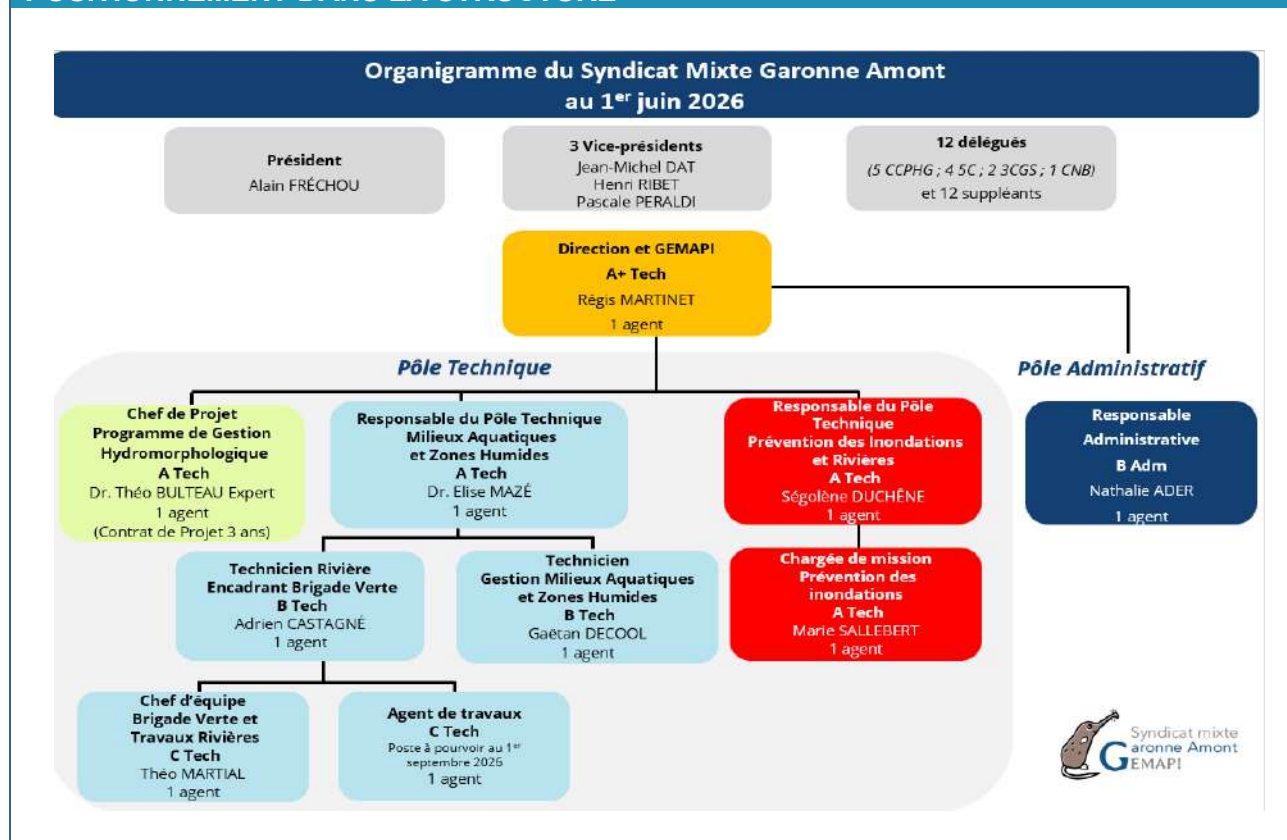 POSITIONNEMENT DANS LA STRUCTURE
Organigramme du Syndicat Mixte Garonne Amont
au 1er juin 2026
Président
Alain FRÉCHOU
3 Vice-présidents
Jean-Michel DAT
Henri RIBET
Pascale PERALDI
12 délégués
(5 CCPHG ; 4 5C ; 2 3CGS ; 1 CNB)
et 12 suppléants
Direction et GEMAPI
A+ Tech
Régis MARTINET
1 agent
Pôle Technique
Pôle Administratif
Chef de Projet
Programme de Gestion
Hydromorphologique
A Tech
Dr. Théo BULTEAU Expert
1 agent
(Contrat de Projet 3 ans)
Responsable du Pôle Technique
Milieux Aquatiques
et Zones Humides
A Tech
Dr. Elise MAZÉ
1 agent
Responsable du Pôle
Technique
Prévention des Inondations
et Rivières
A Tech
Ségolène DUCHÊNE
1 agent
Responsable
Administrative
B Adm
Nathalie ADER
1 agent
Technicien Rivière
Encadrant Brigade Verte
B Tech
Adrien CASTAGNÉ
1 agent
Technicien
Gestion Milieux Aquatiques
et Zones Humides
B Tech
Gaëtan DECOOL
1 agent
Chargée de mission
Prévention des
inondations
A Tech
Marie SALLEBERT
1 agent
Chef d'équipe
Brigade Verte et
Travaux Rivières
C Tech
Théo MARTIAL
1 agent
Agent de travaux
C Tech
Poste à pourvoir au 1er
septembre 2026
1 agent
Syndicat mixte
Garonne Amont
GEMAPI